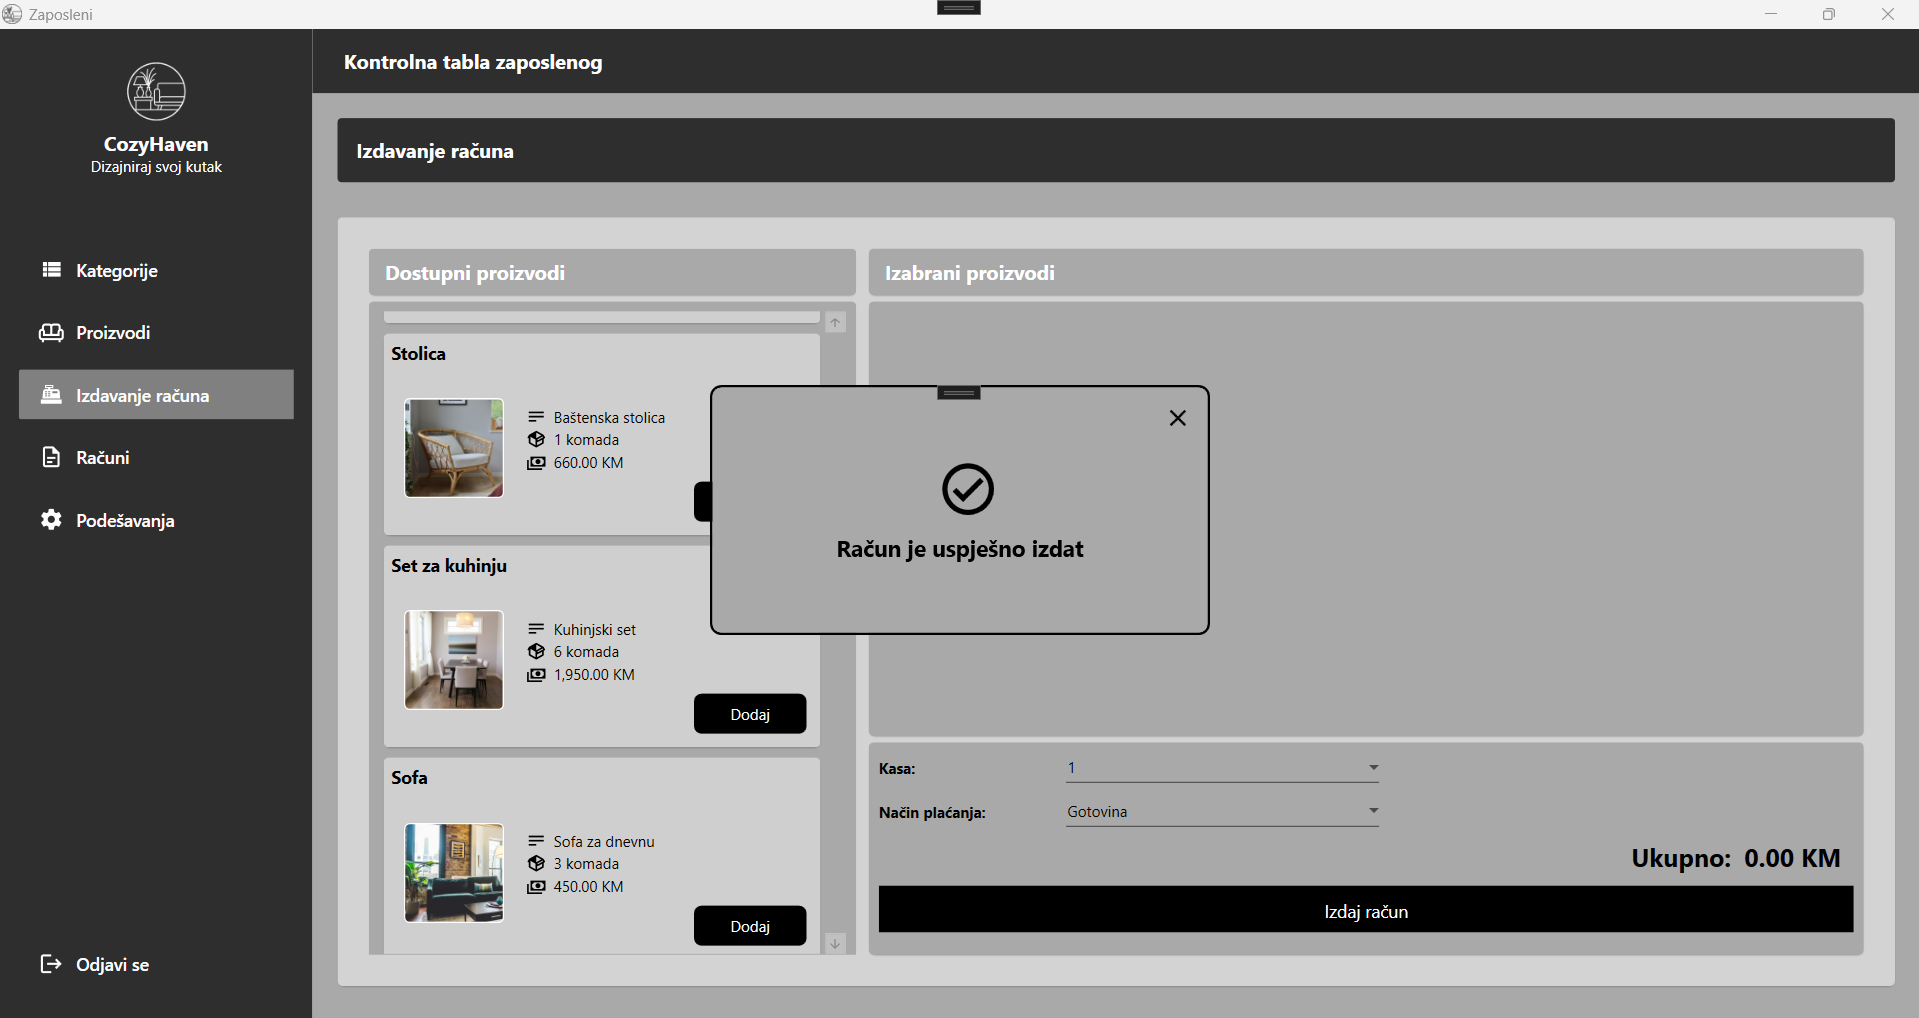 Zaposleni
CozyHaven
Dizajniraj svoj kutak
Kategorije
Proizvodi
Izdavanje računa
Računi
Podešavanja
Odjavi se
Kontrolna tabla zaposlenog
Izdavanje računa
Dostupni proizvodi
Stolica
Baštenska stolica
1 komada
660.00 KM
Set za kuhinju
Kuhinjski set
6 komada
1,950.00 KM
Dodaj
Sofa
Sofa za dnevnu
3 komada
450.00 KM
Dodaj
Izabrani proizvodi
Račun je uspješno izdat
Kasa: 1
Način plaćanja: Gotovina
Ukupno: 0.00 KM
Izdaj račun